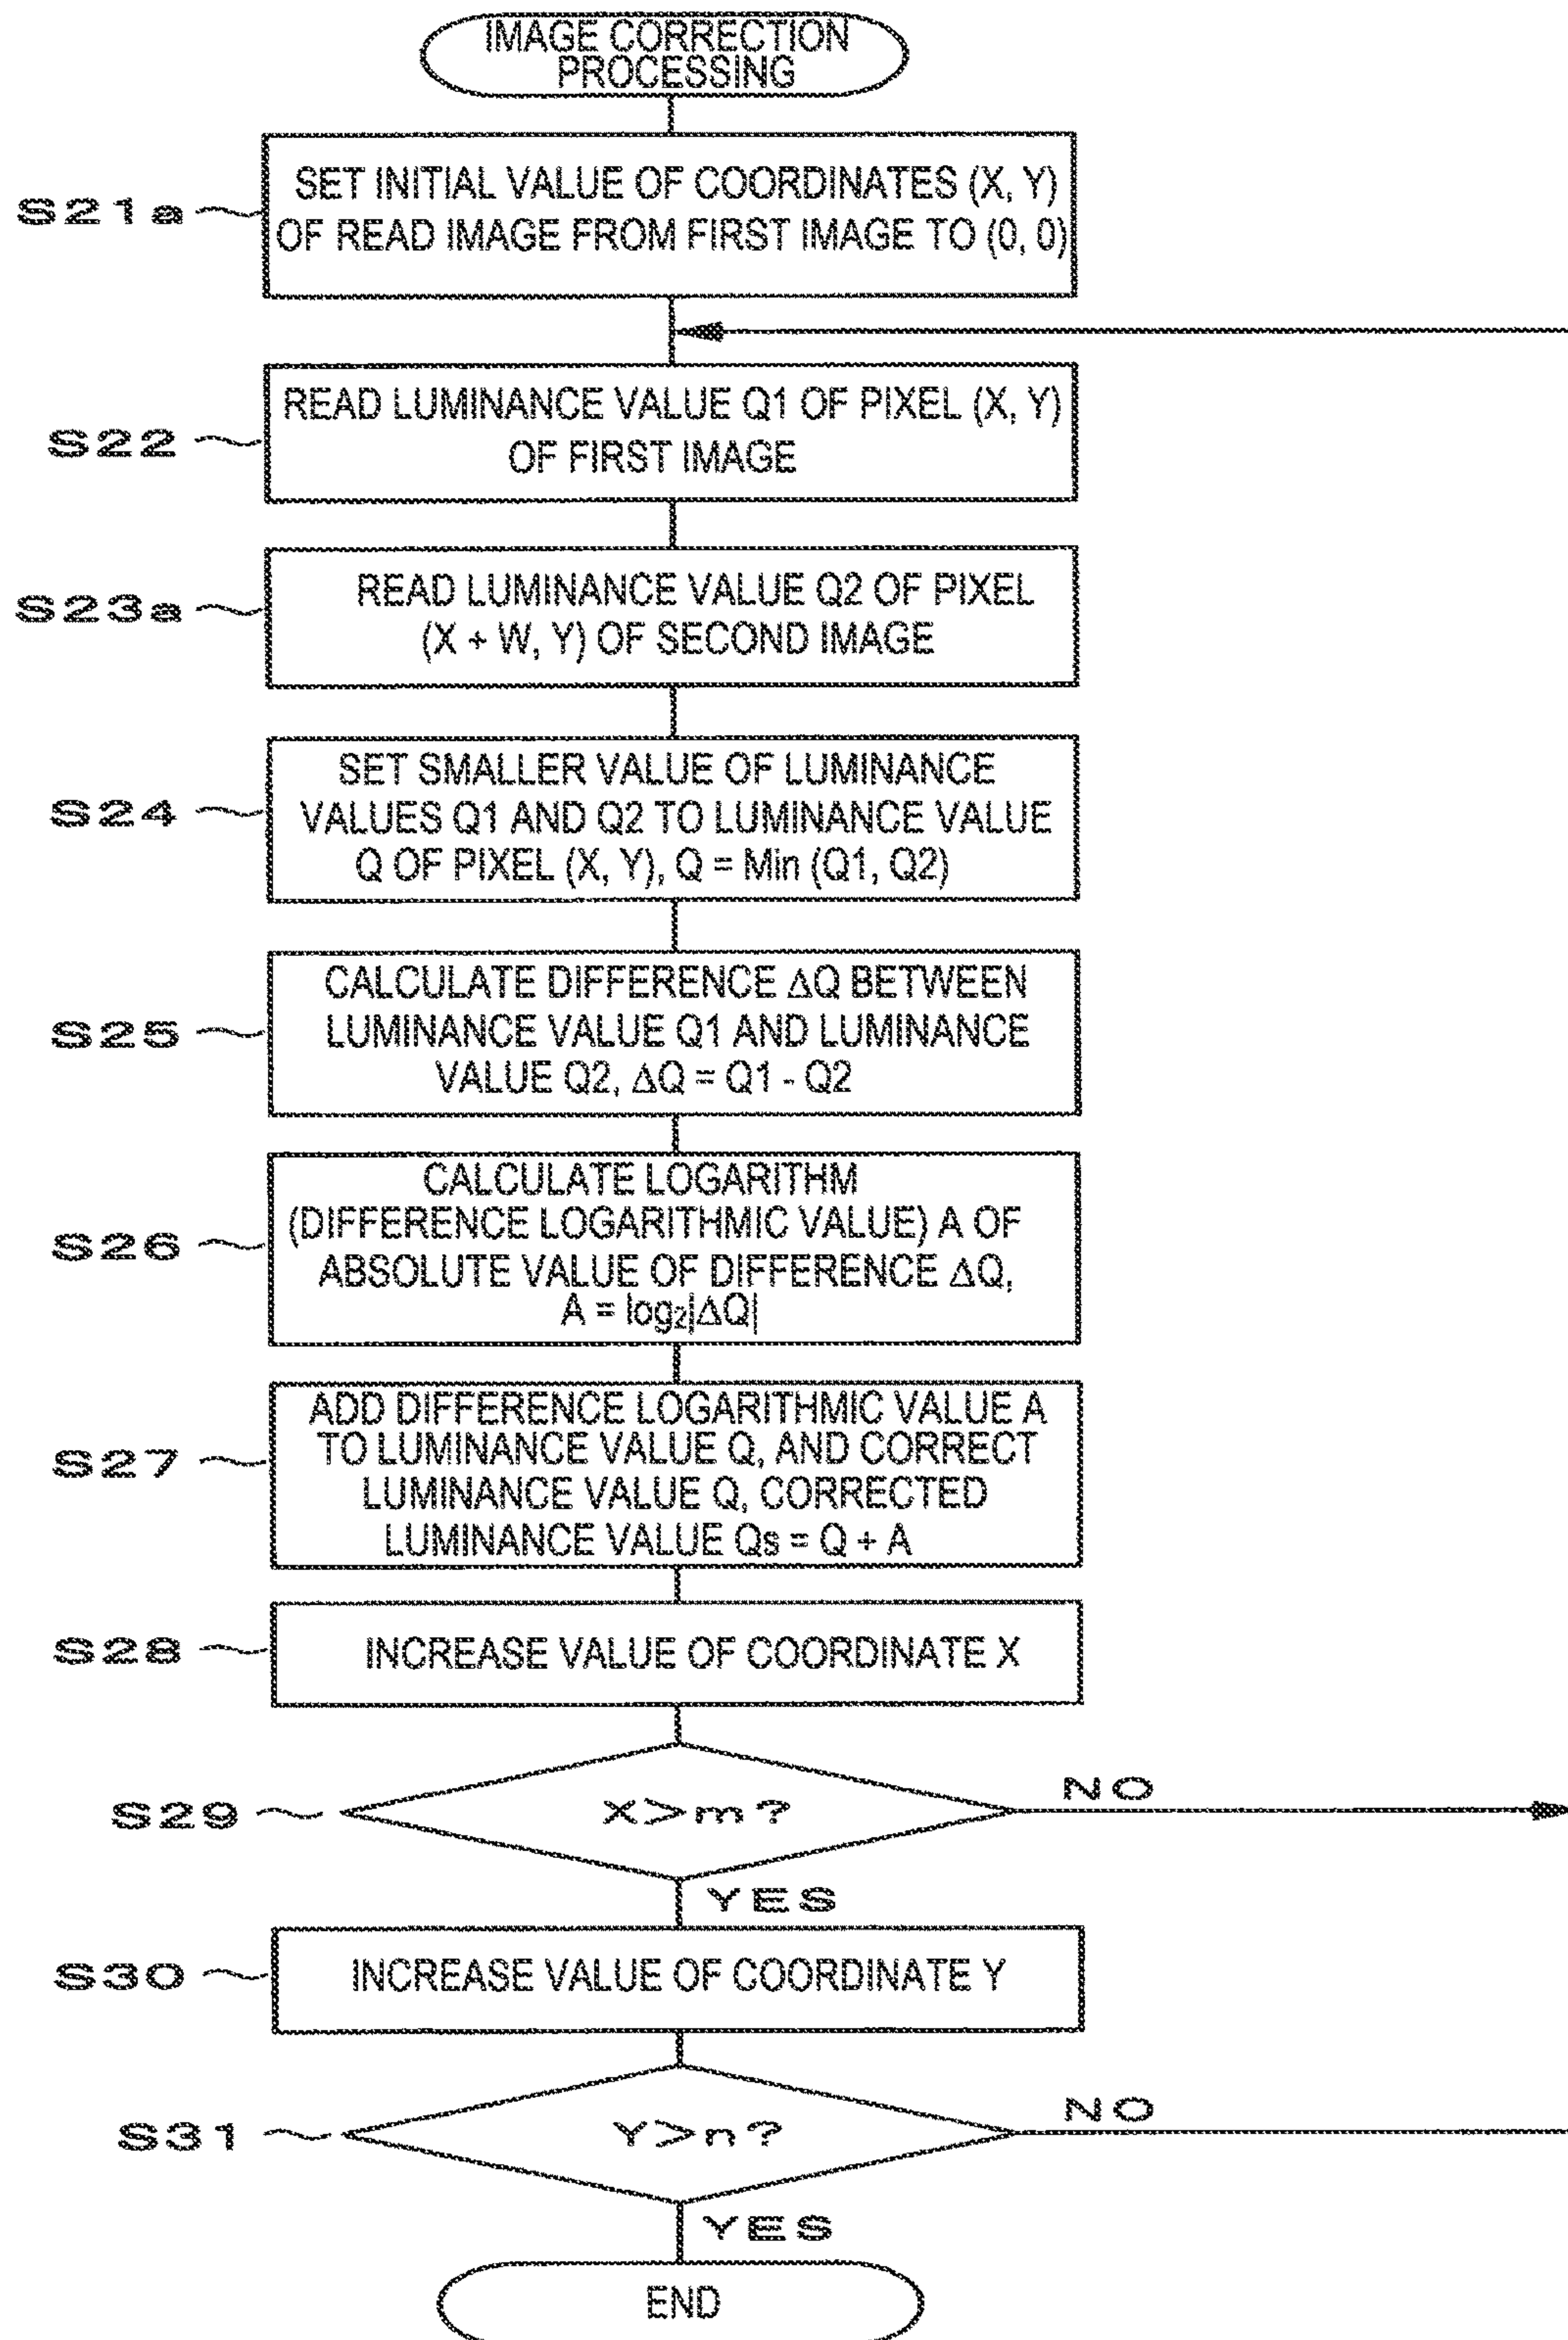 IMAGE CORRECTION
PROCESSING
S21a
SET INITIAL VALUE OF COORDINATES (X, Y)
OF READ IMAGE FROM FIRST IMAGE TO (0, 0)
S22
READ LUMINANCE VALUE Q1 OF PIXEL (X, Y)
OF FIRST IMAGE
S23a
READ LUMINANCE VALUE Q2 OF PIXEL
(X + W, Y) OF SECOND IMAGE
S24
SET SMALLER VALUE OF LUMINANCE
VALUES Q1 AND Q2 TO LUMINANCE VALUE
Q OF PIXEL (X, Y), Q = Min (Q1, Q2)
S25
CALCULATE DIFFERENCE ΔQ BETWEEN
LUMINANCE VALUE Q1 AND LUMINANCE
VALUE Q2, ΔQ = Q1 - Q2
S26
CALCULATE LOGARITHM
(DIFFERENCE LOGARITHMIC VALUE) A OF
ABSOLUTE VALUE OF DIFFERENCE ΔQ,
A = log₂|ΔQ|
S27
ADD DIFFERENCE LOGARITHMIC VALUE A
TO LUMINANCE VALUE Q, AND CORRECT
LUMINANCE VALUE Q, CORRECTED
LUMINANCE VALUE Qs = Q + A
S28
INCREASE VALUE OF COORDINATE X
S29
X>m?
NO
YES
S30
INCREASE VALUE OF COORDINATE Y
S31
Y>n?
NO
YES
END